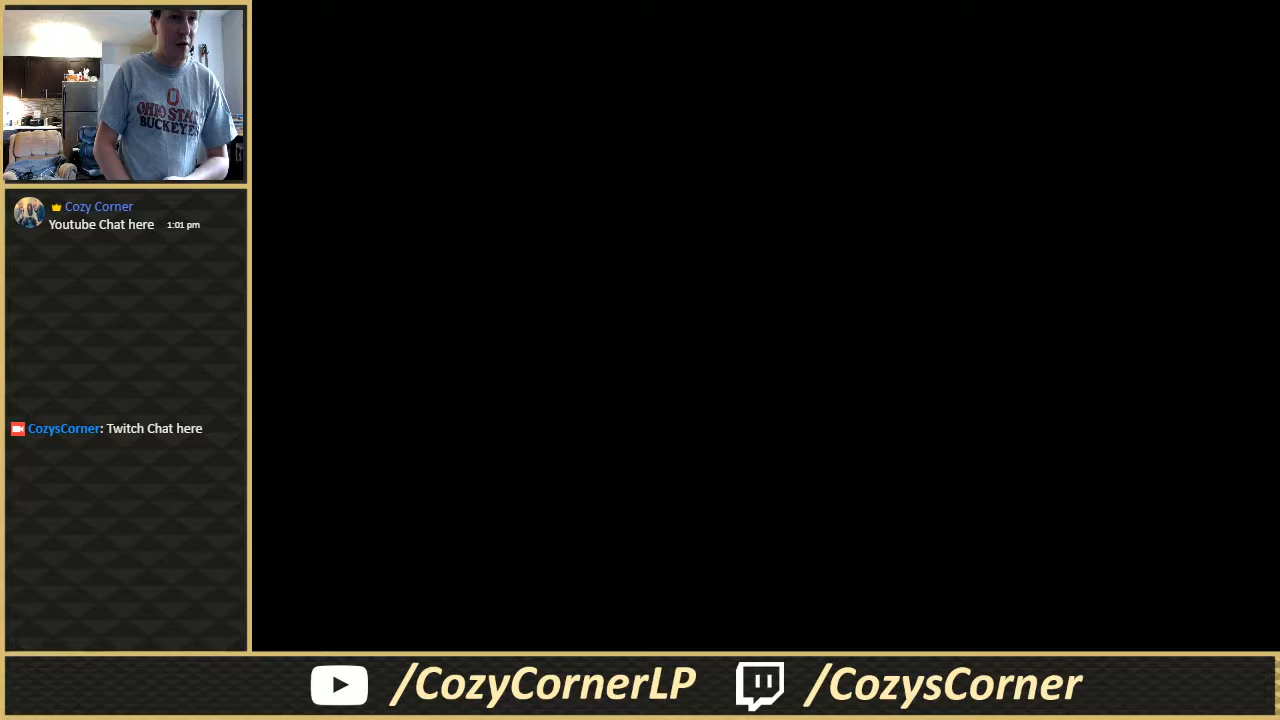 OHIO STATE
BUCKEYES
Cozy Corner
Youtube Chat here 1:01 pm
CozysCorner: Twitch Chat here
/CozyCornerLP /CozysCorner